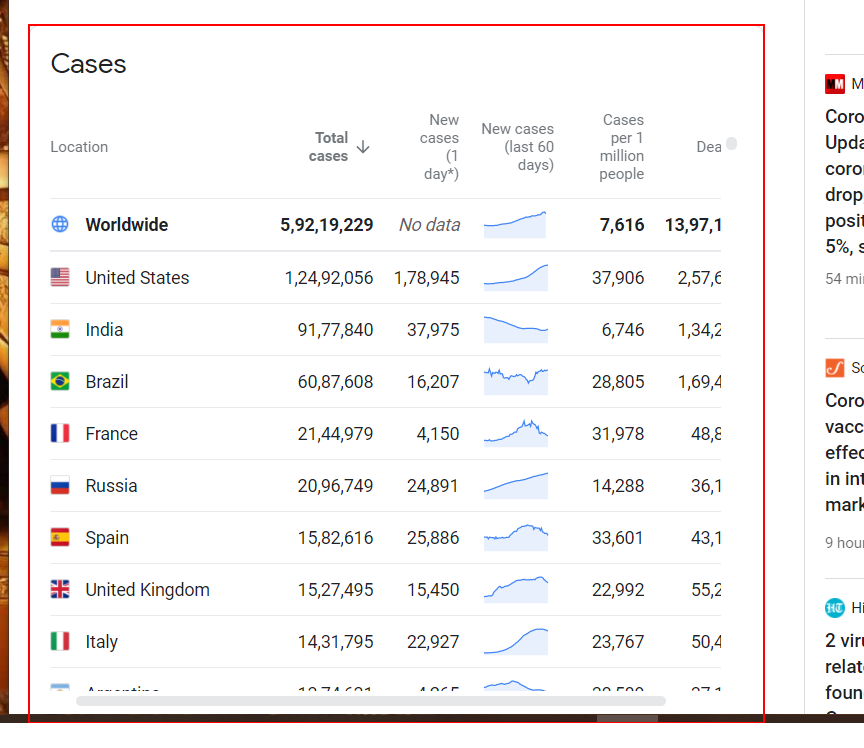 Cases
Location
Total cases
New cases (1 day*)
New cases (last 60 days)
Cases per 1 million people
Dea
Worldwide 5,92,19,229 No data 7,616 13,97,1
United States 1,24,92,056 1,78,945 37,906 2,57,6
India 91,77,840 37,975 6,746 1,34,2
Brazil 60,87,608 16,207 28,805 1,69,4
France 21,44,979 4,150 31,978 48,8
Russia 20,96,749 24,891 14,288 36,1
Spain 15,82,616 25,886 33,601 43,1
United Kingdom 15,27,495 15,450 22,992 55,2
Italy 14,31,795 22,927 23,767 50,4
Argentina
M
Coro
Upda
coron
drop
posit
5%, s
54 mi
Sc
Coro
vacc
effec
in int
mark
9 hour
HT
Hi
2 viru
relat
foun